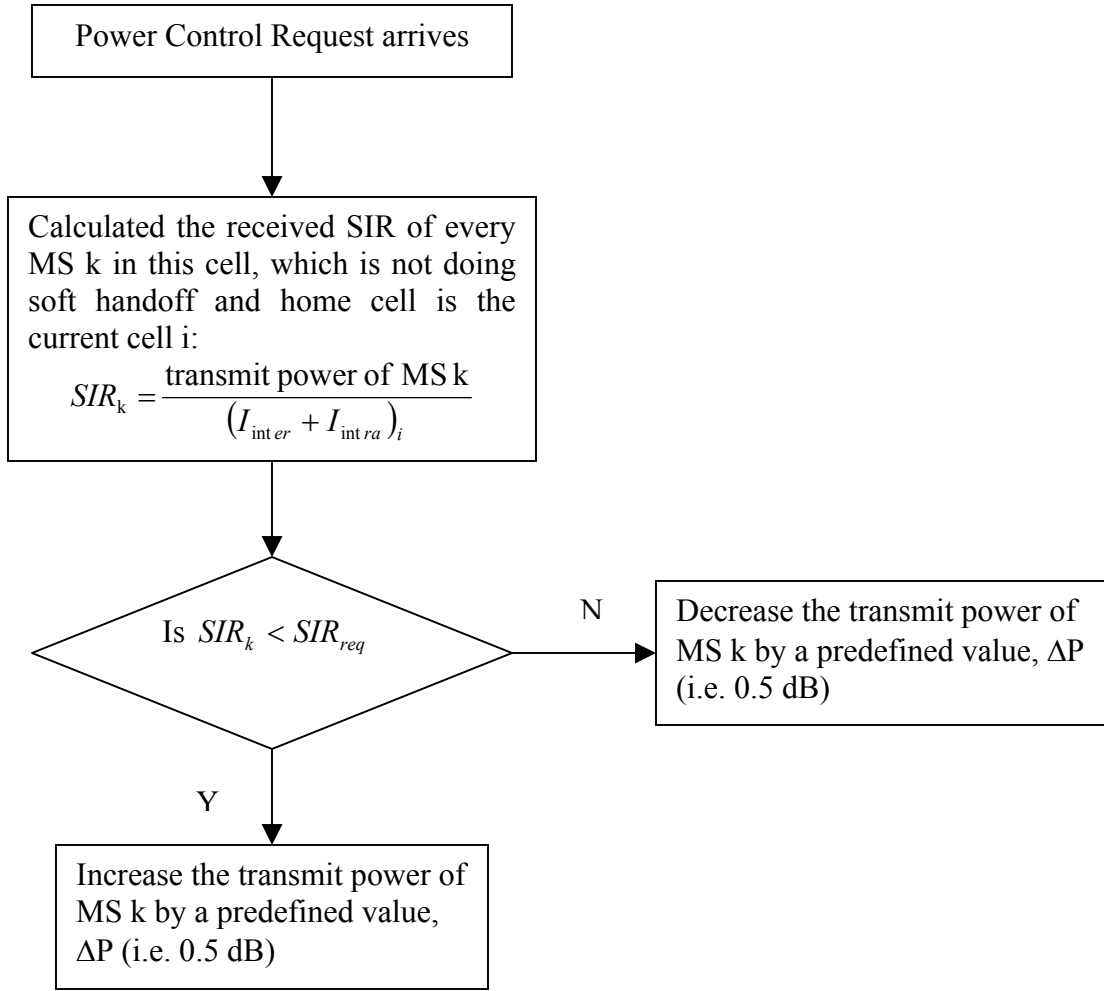 Power Control Request arrives
Calculated the received SIR of every
MS k in this cell, which is not doing
soft handoff and home cell is the
current cell i:
SIR_k = transmit power of MS k / (I_inter + I_intra)_i
Is SIR_k < SIR_req
N
Decrease the transmit power of
MS k by a predefined value, ΔP
(i.e. 0.5 dB)
Y
Increase the transmit power of
MS k by a predefined value,
ΔP (i.e. 0.5 dB)